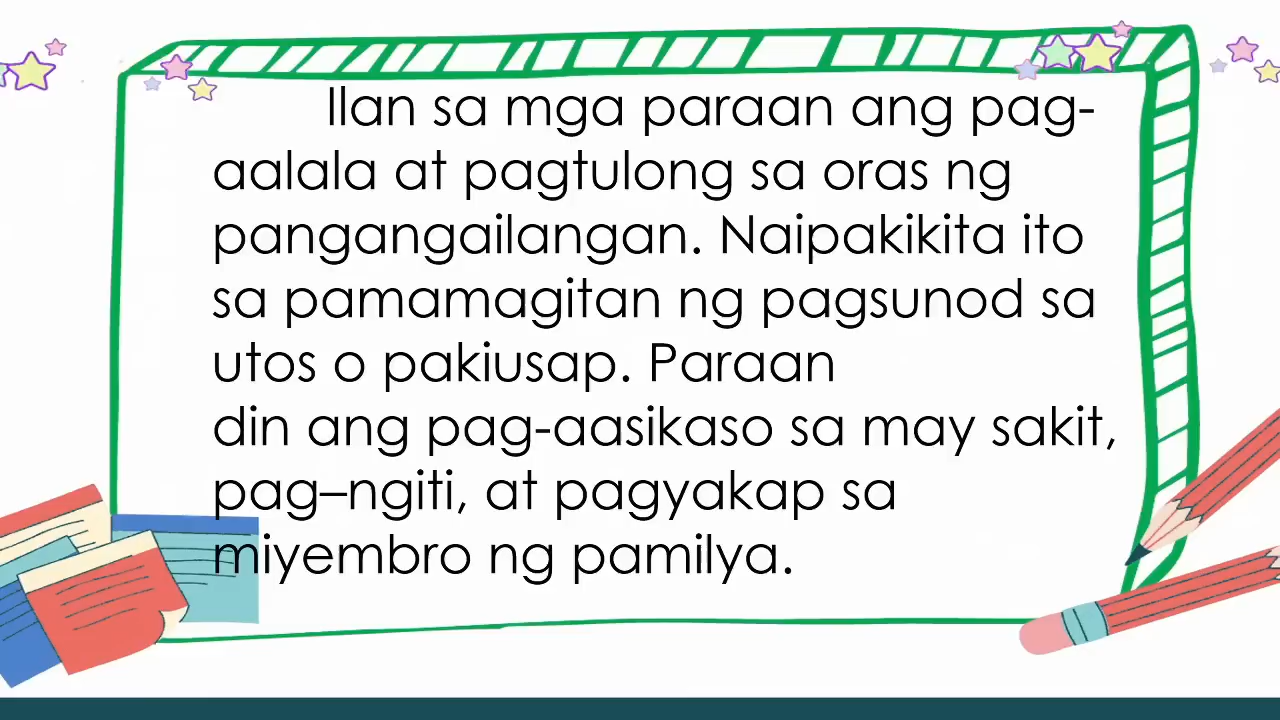 Ilan sa mga paraan ang pag-
aalala at pagtulong sa oras ng
pangangailangan. Naipakikita ito
sa pamamagitan ng pagsunod sa
utos o pakiusap. Paraan
din ang pag-aasikaso sa may sakit,
pag–ngiti, at pagyakap sa
miyembro ng pamilya.